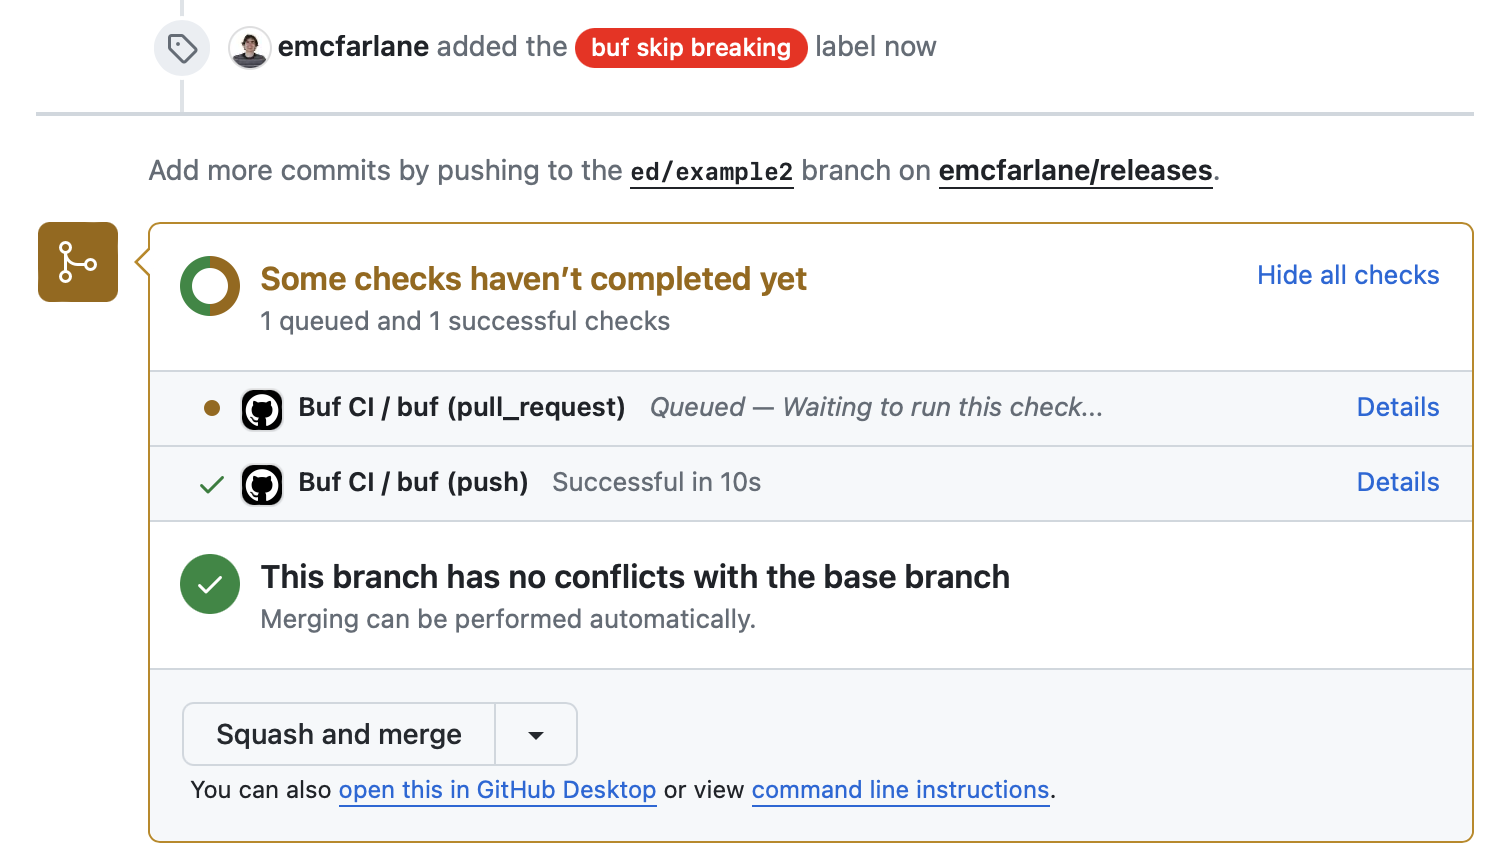 emcfarlane added the buf skip breaking label now
Add more commits by pushing to the ed/example2 branch on emcfarlane/releases.
Some checks haven’t completed yet
Hide all checks
1 queued and 1 successful checks
Buf CI / buf (pull_request) Queued — Waiting to run this check... Details
Buf CI / buf (push) Successful in 10s Details
This branch has no conflicts with the base branch
Merging can be performed automatically.
Squash and merge
You can also open this in GitHub Desktop or view command line instructions.